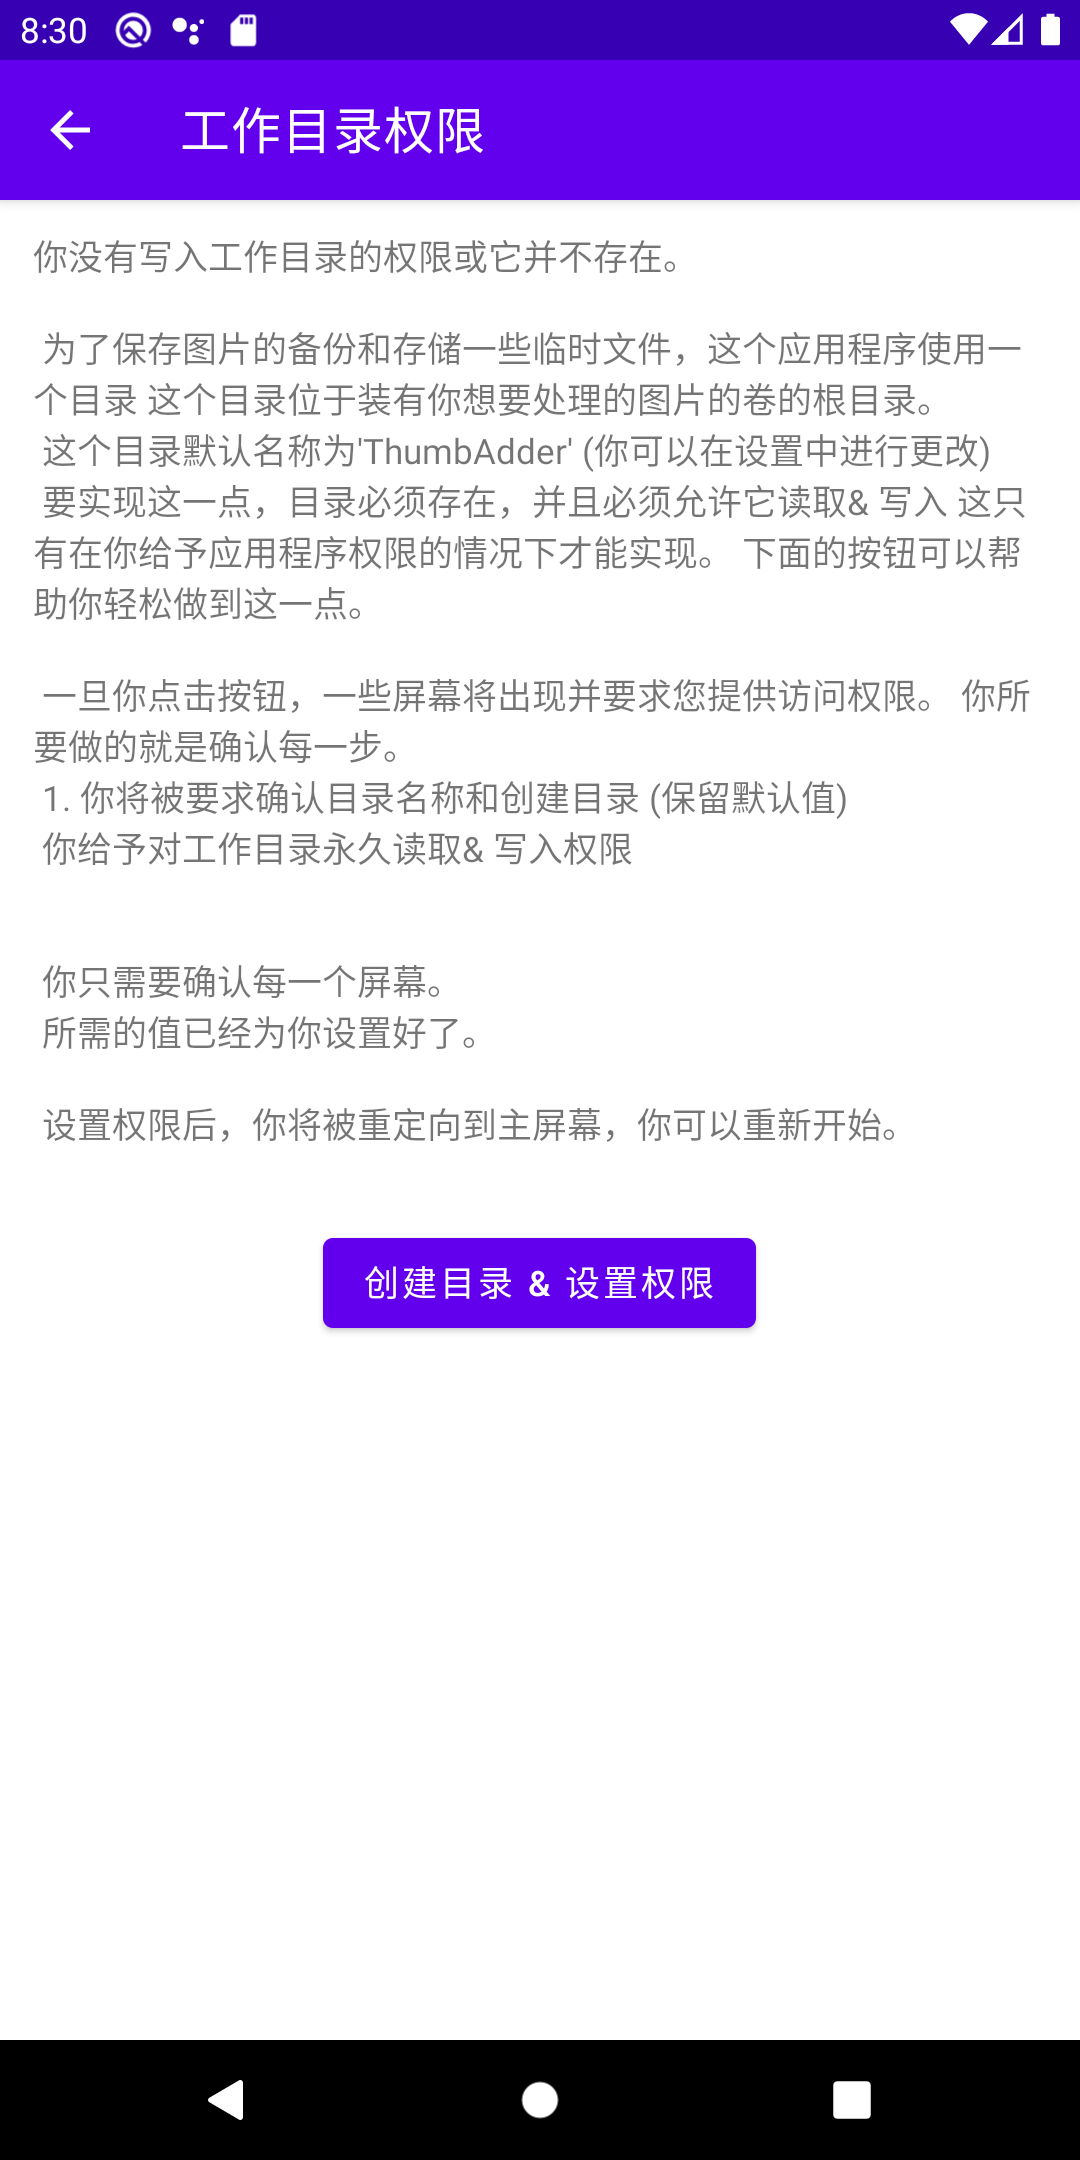 8:30
工作目录权限
你没有写入工作目录的权限或它并不存在。
为了保存图片的备份和存储一些临时文件，这个应用程序使用一
个目录 这个目录位于装有你想要处理的图片的卷的根目录。
这个目录默认名称为'ThumbAdder' (你可以在设置中进行更改)
要实现这一点，目录必须存在，并且必须允许它读取& 写入 这只
有在你给予应用程序权限的情况下才能实现。 下面的按钮可以帮
助你轻松做到这一点。
一旦你点击按钮，一些屏幕将出现并要求您提供访问权限。 你所
要做的就是确认每一步。
1. 你将被要求确认目录名称和创建目录 (保留默认值)
你给予对工作目录永久读取& 写入权限
你只需要确认每一个屏幕。
所需的值已经为你设置好了。
设置权限后，你将被重定向到主屏幕，你可以重新开始。
创建目录 & 设置权限